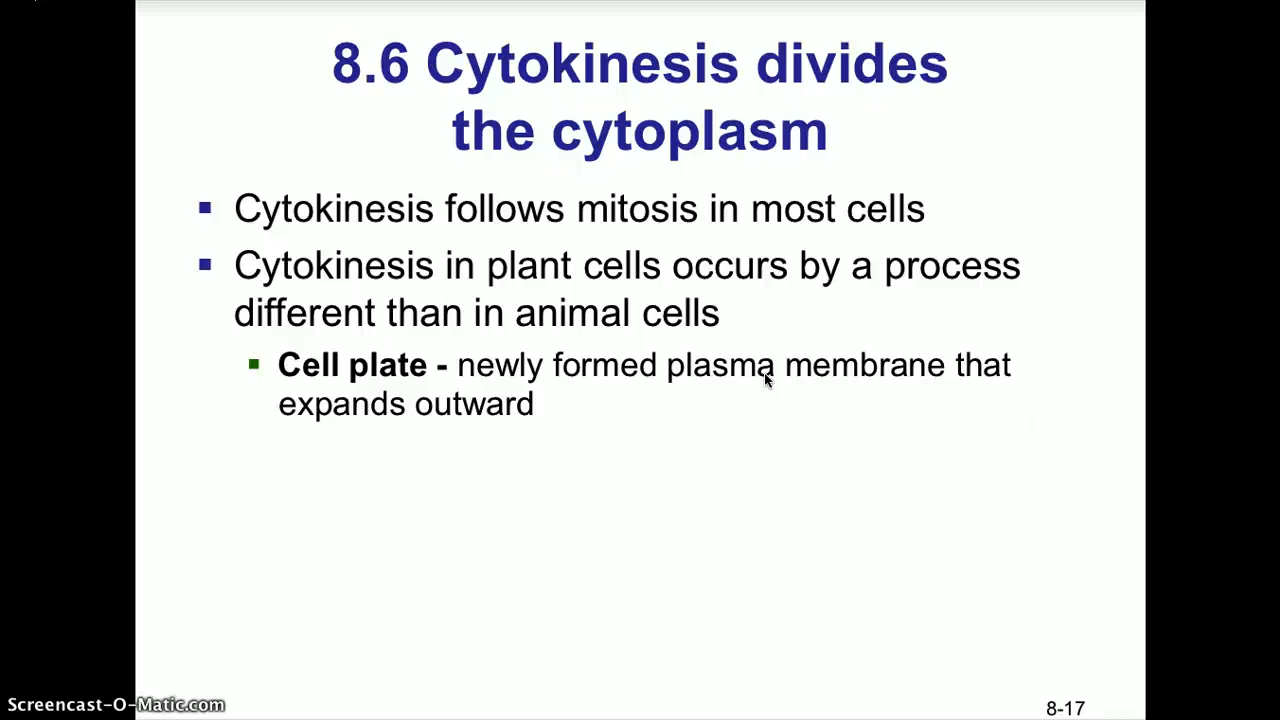 8.6 Cytokinesis divides
the cytoplasm
▪ Cytokinesis follows mitosis in most cells
▪ Cytokinesis in plant cells occurs by a process
different than in animal cells
▪ Cell plate - newly formed plasma membrane that
expands outward
Screencast-O-Matic.com
8-17